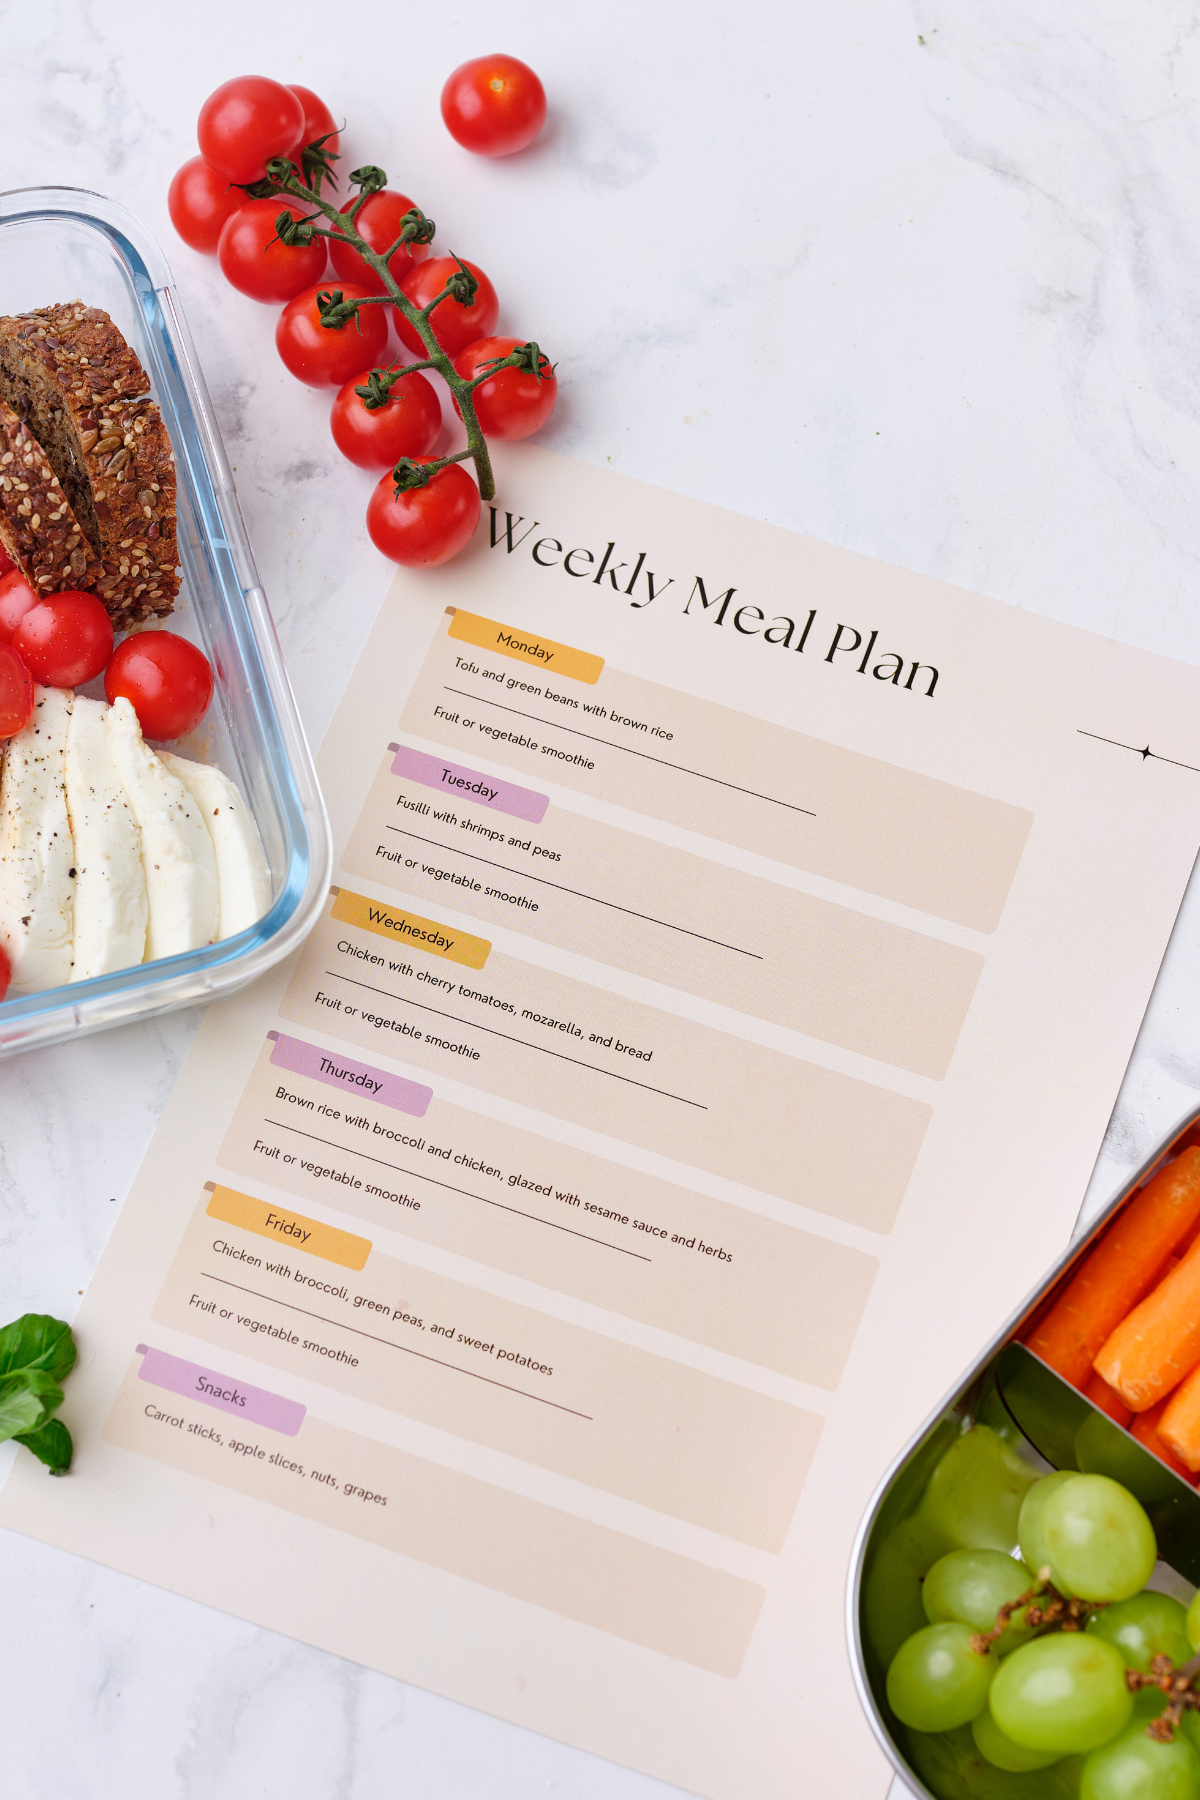 Weekly Meal Plan
Monday
Tofu and green beans with brown rice
Fruit or vegetable smoothie
Tuesday
Fusilli with shrimps and peas
Fruit or vegetable smoothie
Wednesday
Chicken with cherry tomatoes, mozarella, and bread
Fruit or vegetable smoothie
Thursday
Brown rice with broccoli and chicken, glazed with sesame sauce and herbs
Fruit or vegetable smoothie
Friday
Chicken with broccoli, green peas, and sweet potatoes
Fruit or vegetable smoothie
Snacks
Carrot sticks, apple slices, nuts, grapes